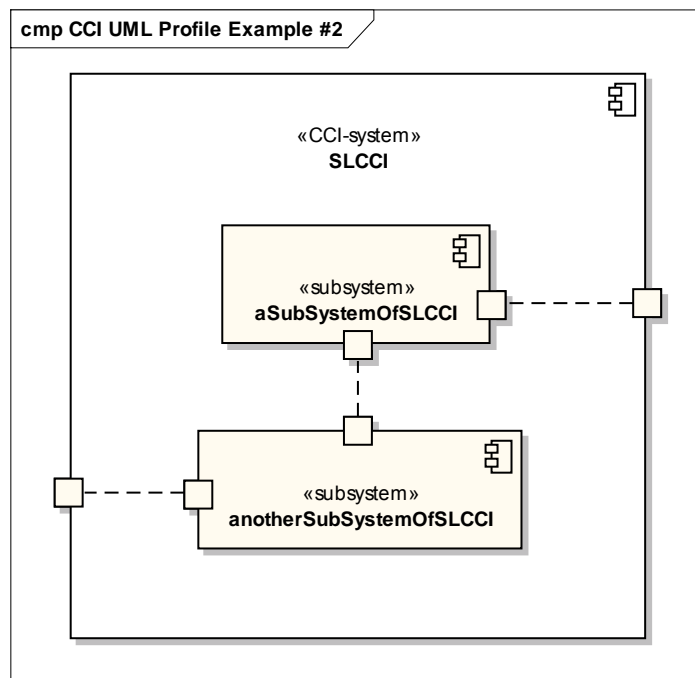 cmp CCI UML Profile Example #2
«CCI-system»
SLCCI
«subsystem»
aSubSystemOfSLCCI
«subsystem»
anotherSubSystemOfSLCCI